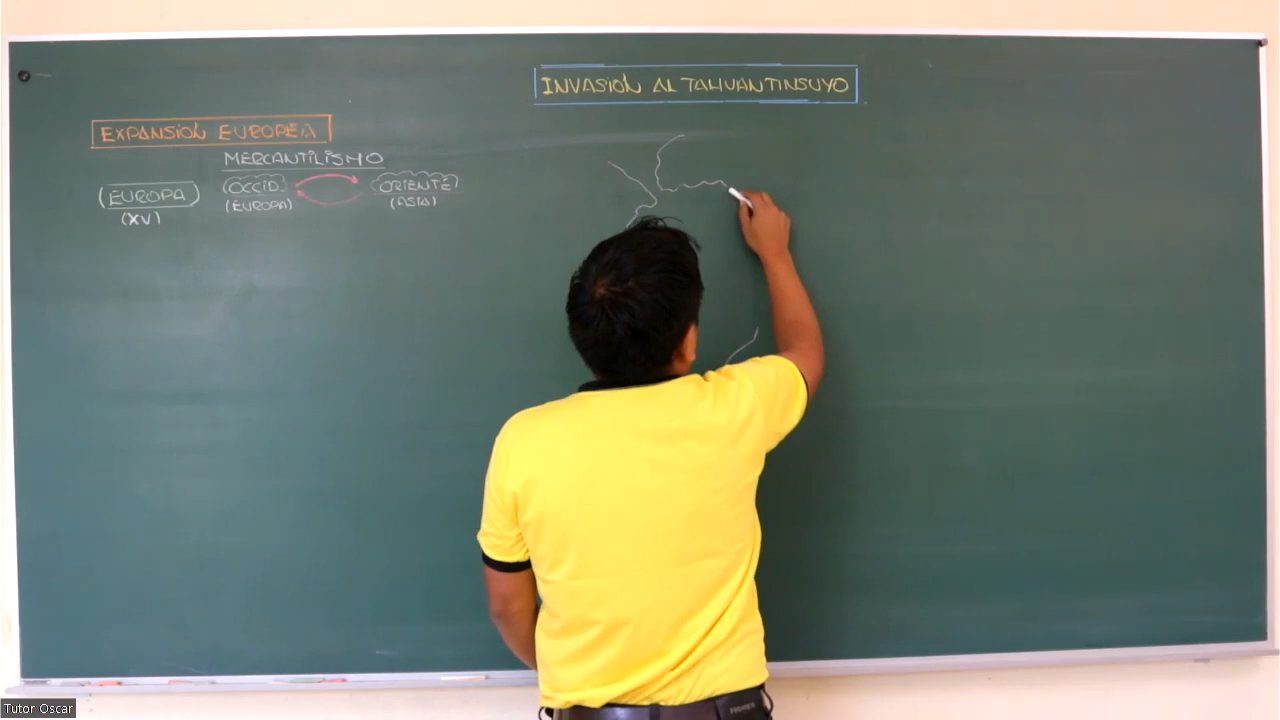 INVASIÓN AL TAHUANTINSUYO
EXPANSIÓN EUROPEA
MERCANTILISMO
(EUROPA) OCCID. ORIENTE
(XV) (EUROPA) (ASIA)
Tutor Oscar